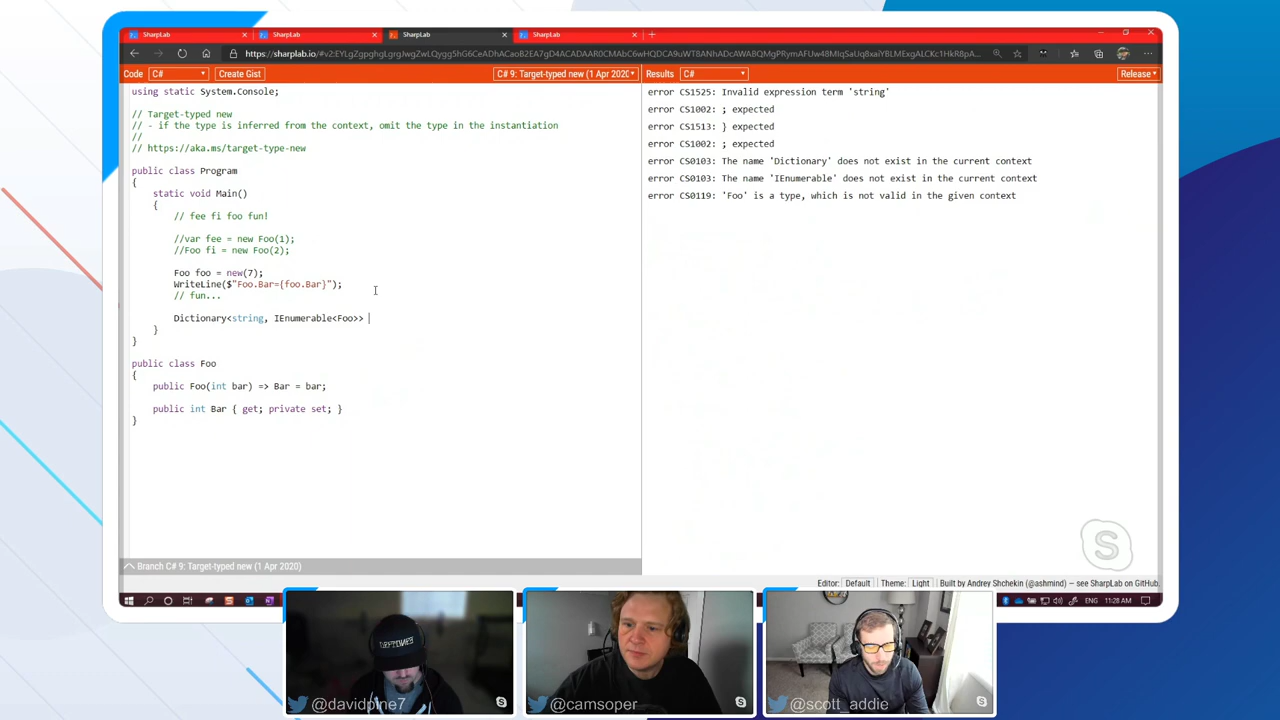 SharpLab
SharpLab
SharpLab
SharpLab
Code
C#
Create Gist
C# 9: Target-typed new (1 Apr 202(
Results
C#
Release
using static System.Console;
// Target-typed new
// - if the type is inferred from the context, omit the type in the instantiation
//
// https://aka.ms/target-type-new
public class Program
{
static void Main()
{
// fee fi foo fun!
//var fee = new Foo(1);
//Foo fi = new Foo(2);
Foo foo = new(7);
WriteLine($"Foo.Bar={foo.Bar}");
// fun...
Dictionary<string, IEnumerable<Foo>>
}
}
public class Foo
{
public Foo(int bar) => Bar = bar;
public int Bar { get; private set; }
}
error CS1525: Invalid expression term 'string'
error CS1002: ; expected
error CS1513: } expected
error CS1002: ; expected
error CS0103: The name 'Dictionary' does not exist in the current context
error CS0103: The name 'IEnumerable' does not exist in the current context
error CS0119: 'Foo' is a type, which is not valid in the given context
Branch C# 9: Target-typed new (1 Apr 2020)
Editor: Default Theme: Light Built by Andrey Shchekin (@ashmind) — see SharpLab on GitHub.
ENG 11:28 AM
@davidpine7
@camsoper
@scott_addie